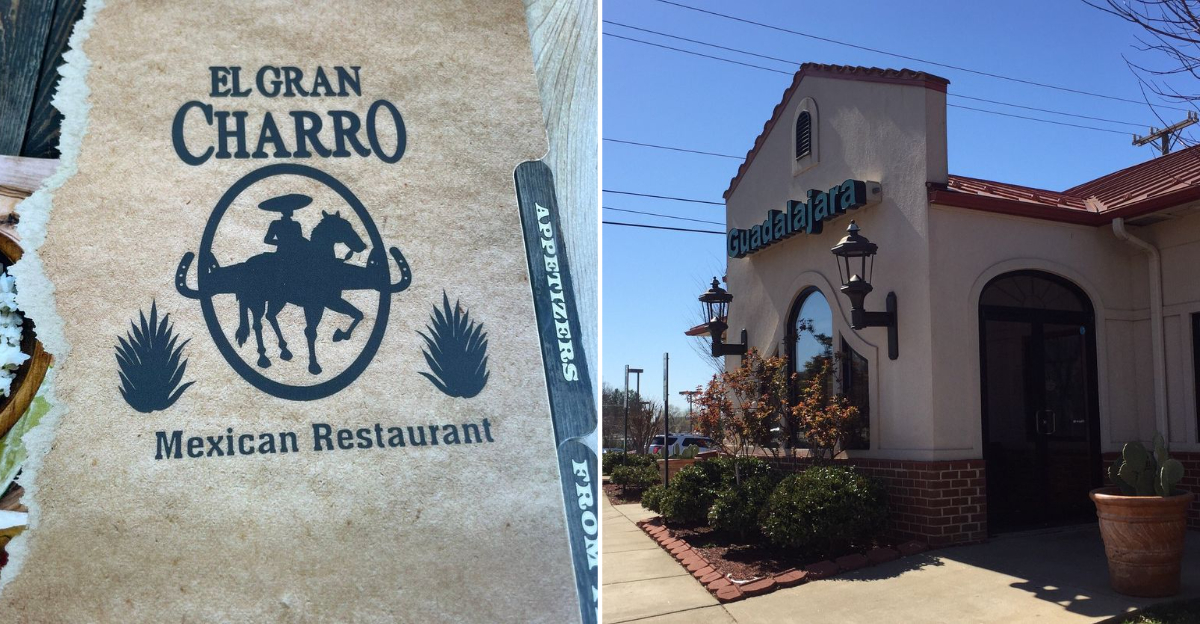 EL GRAN
CHARRO
Mexican Restaurant
APPETIZERS
FROM
Guadalajara